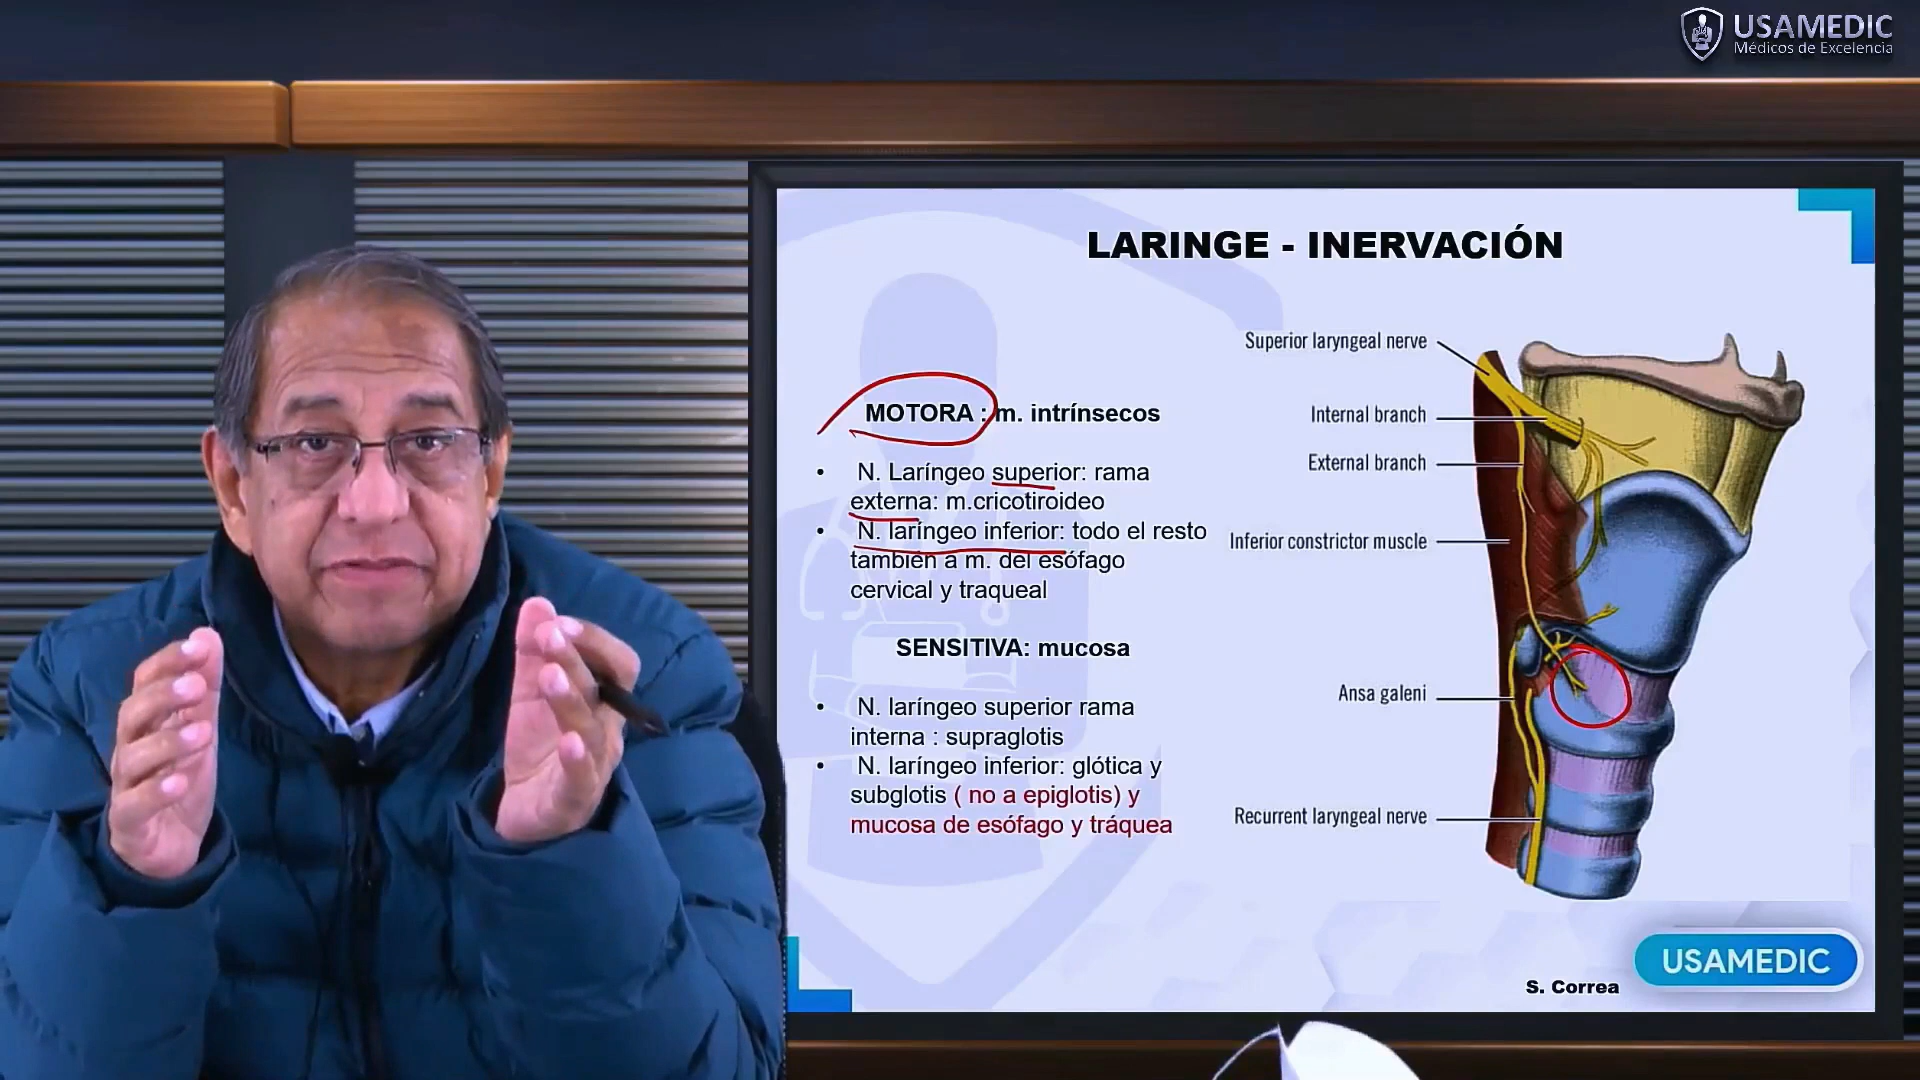 USAMEDIC
Médicos de Excelencia
LARINGE - INERVACIÓN
MOTORA : m. intrínsecos
• N. Laríngeo superior: rama
externa: m.cricotiroideo
• N. laríngeo inferior: todo el resto
también a m. del esófago
cervical y traqueal
SENSITIVA: mucosa
• N. laríngeo superior rama
interna : supraglotis
• N. laríngeo inferior: glótica y
subglotis ( no a epiglotis) y
mucosa de esófago y tráquea
Superior laryngeal nerve
Internal branch
External branch
Inferior constrictor muscle
Ansa galeni
Recurrent laryngeal nerve
USAMEDIC
S. Correa